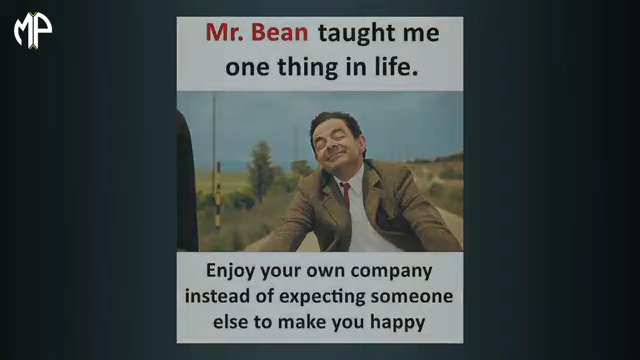 MP
Mr. Bean taught me
one thing in life.
Enjoy your own company
instead of expecting someone
else to make you happy